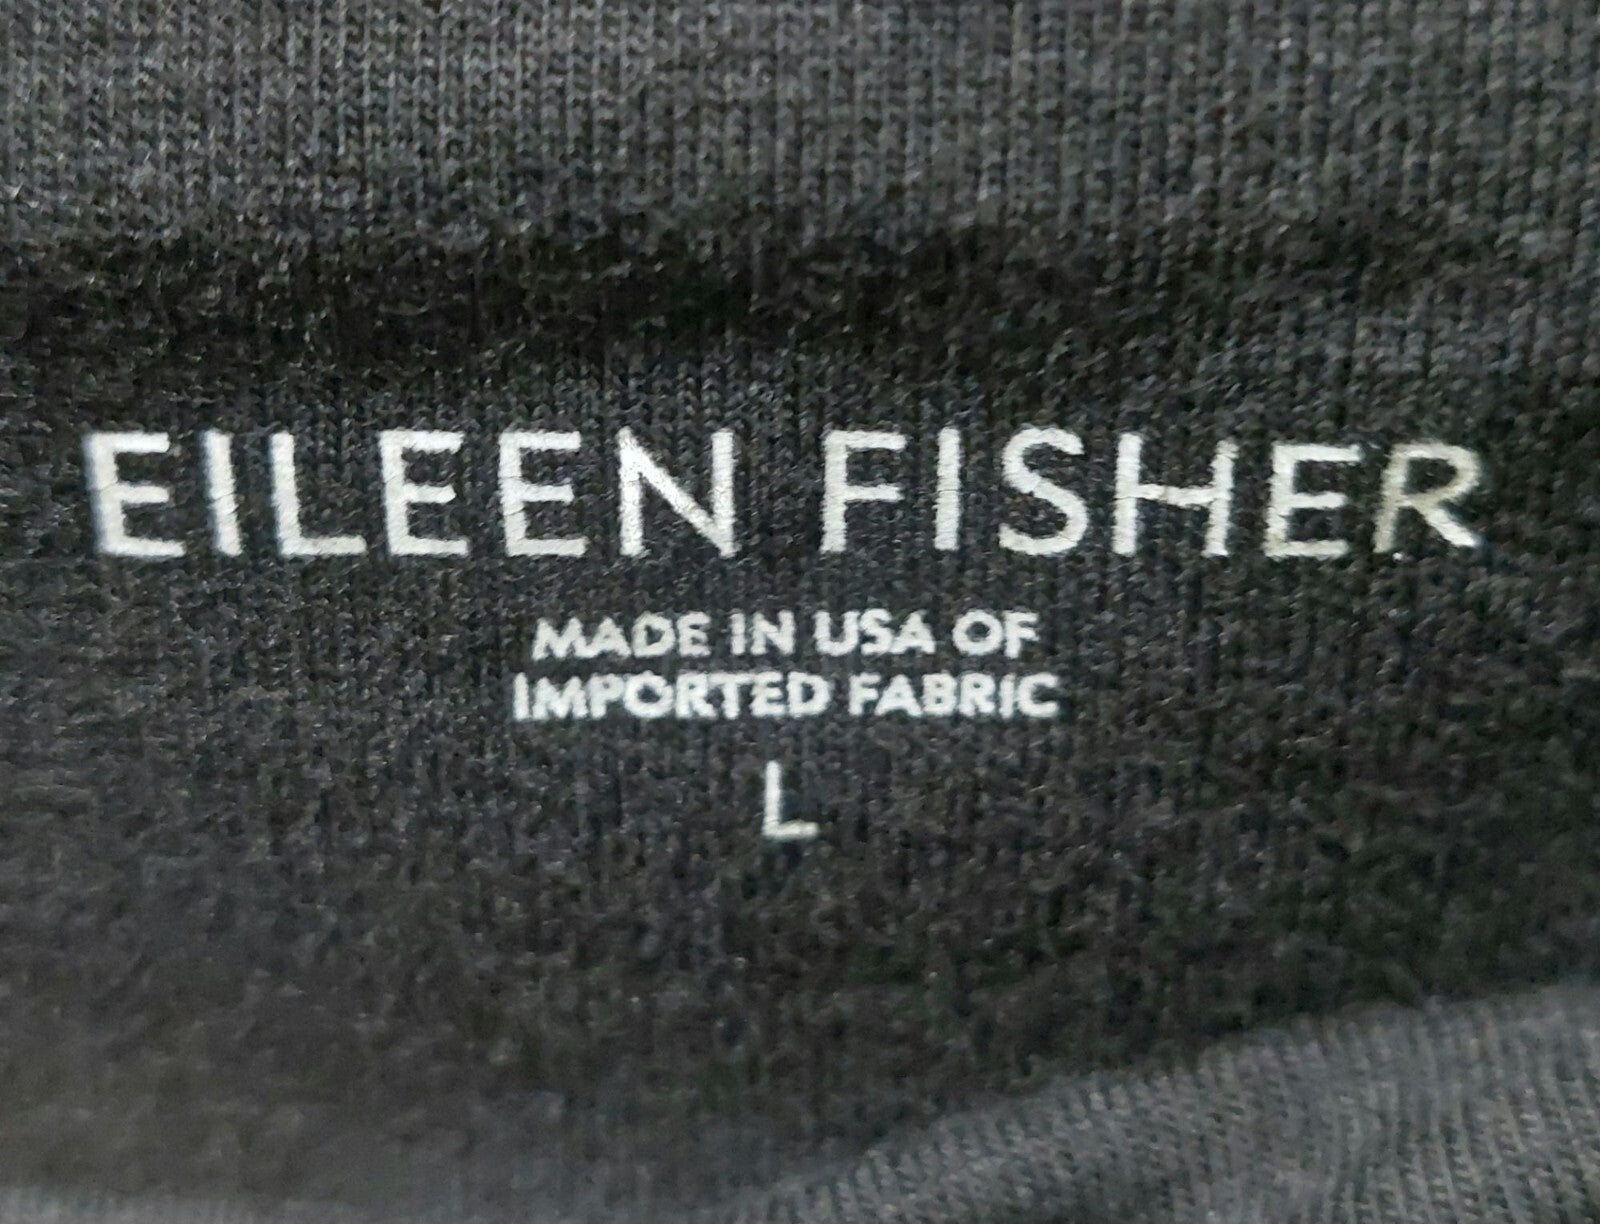 EILEEN FISHER
MADE IN USA OF
IMPORTED FABRIC
L